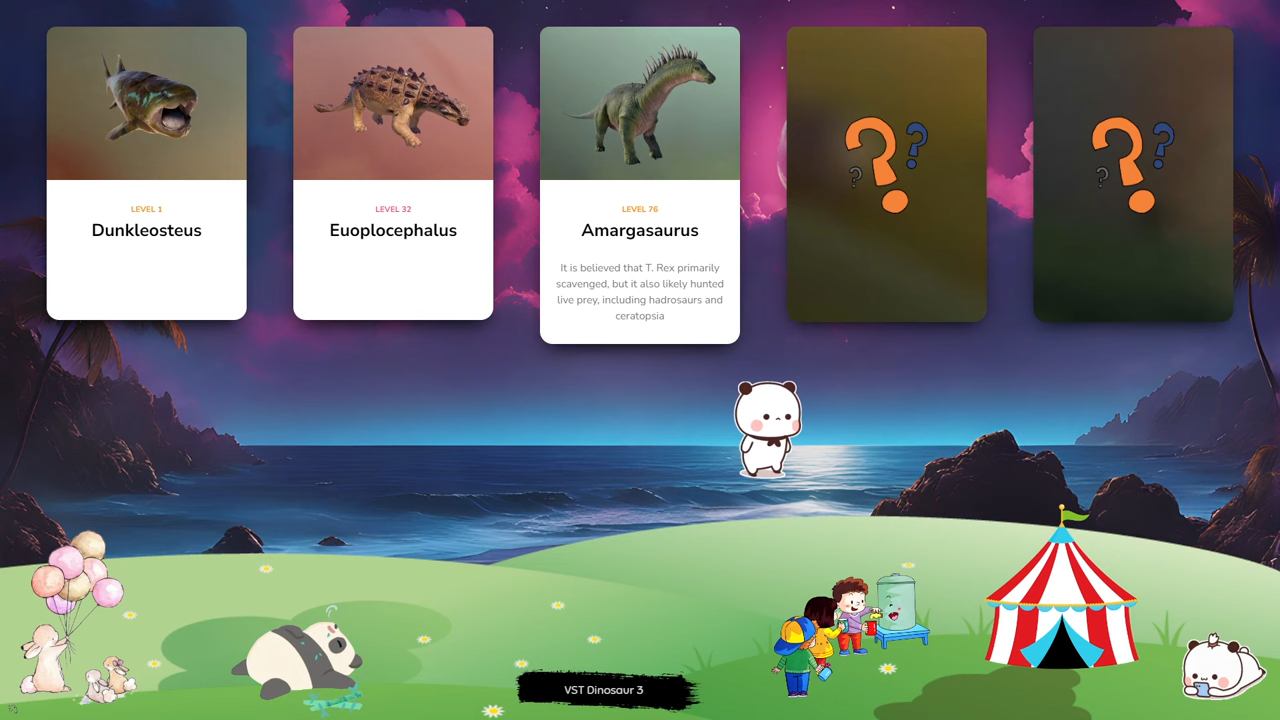 LEVEL 1
Dunkleosteus
LEVEL 32
Euoplocephalus
LEVEL 76
Amargasaurus
It is believed that T. Rex primarily
scavenged, but it also likely hunted
live prey, including hadrosaurs and
ceratopsia
? ? ?
? ? ?
VST Dinosaur 3